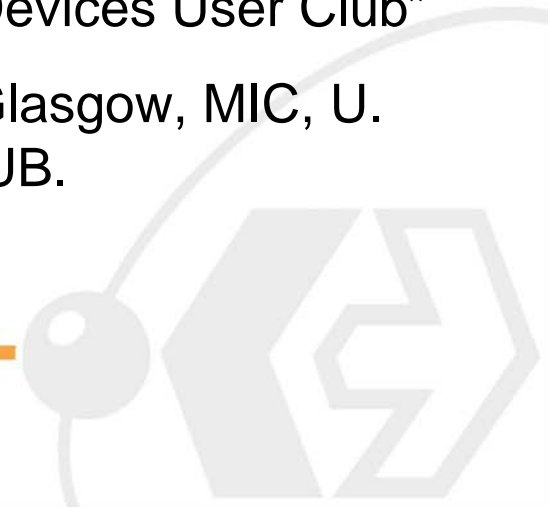 Devices User Club"
Glasgow, MIC, U.
UB.